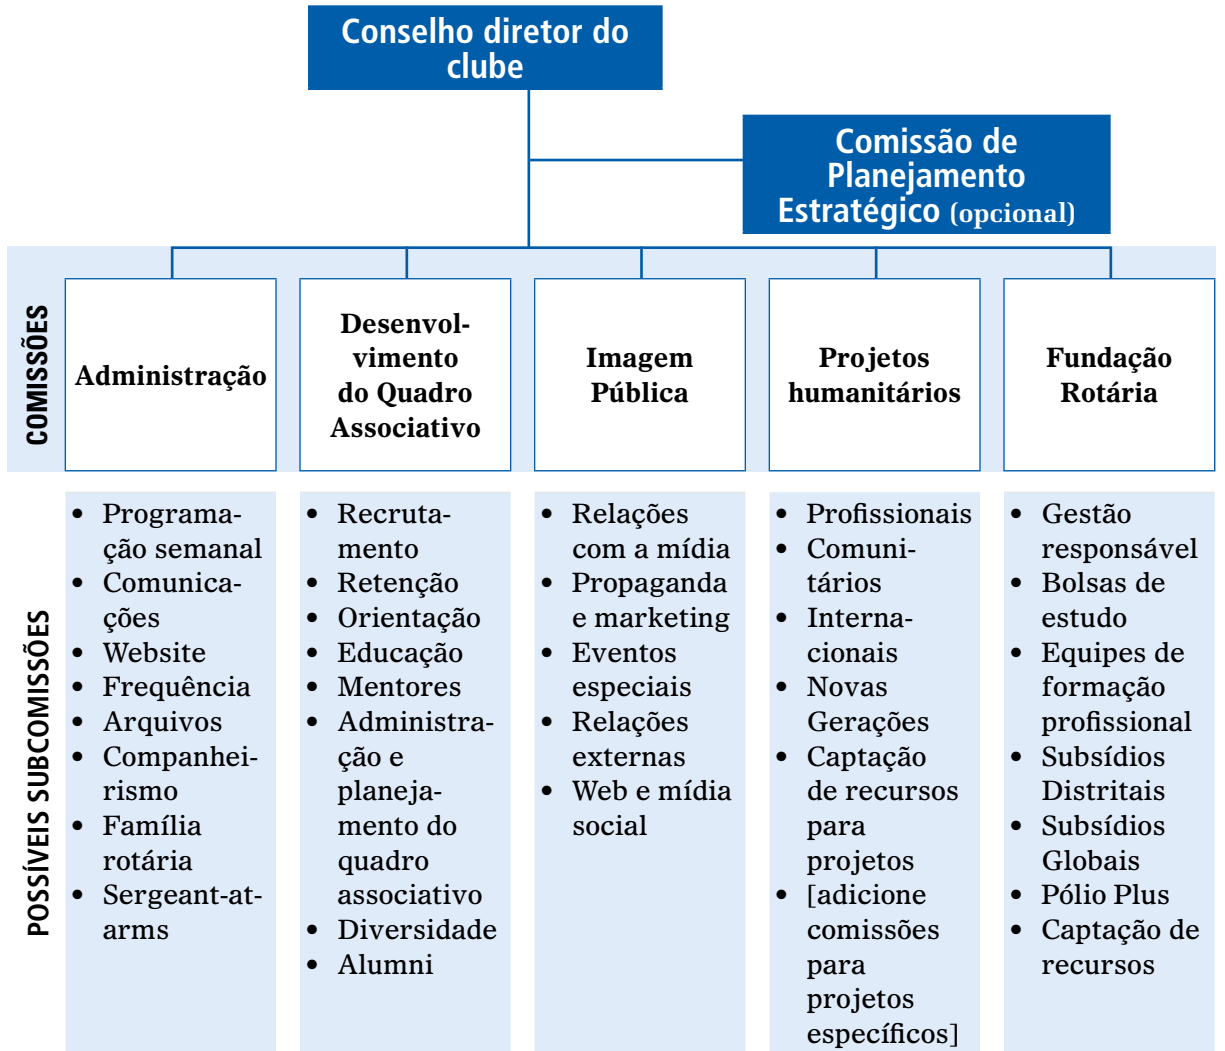 Conselho diretor do
clube
Comissão de
Planejamento
Estratégico (opcional)
COMISSÕES
Administração
Desenvol-
vimento
do Quadro
Associativo
Imagem
Pública
Projetos
humanitários
Fundação
Rotária
POSSÍVEIS SUBCOMISSÕES
• Programa-
ção semanal
• Comunica-
ções
• Website
• Frequência
• Arquivos
• Companhei-
rismo
• Família
rotária
• Sergeant-at-
arms
• Recruta-
mento
• Retenção
• Orientação
• Educação
• Mentores
• Administra-
ção e
planeja-
mento do
quadro
associativo
• Diversidade
• Alumni
• Relações
com a mídia
• Propaganda
e marketing
• Eventos
especiais
• Relações
externas
• Web e mídia
social
• Profissionais
• Comuni-
tários
• Interna-
cionais
• Novas
Gerações
• Captação
de recursos
para
projetos
• [adicione
comissões
para
projetos
específicos]
• Gestão
responsável
• Bolsas de
estudo
• Equipes de
formação
profissional
• Subsídios
Distritais
• Subsídios
Globais
• Pólio Plus
• Captação de
recursos